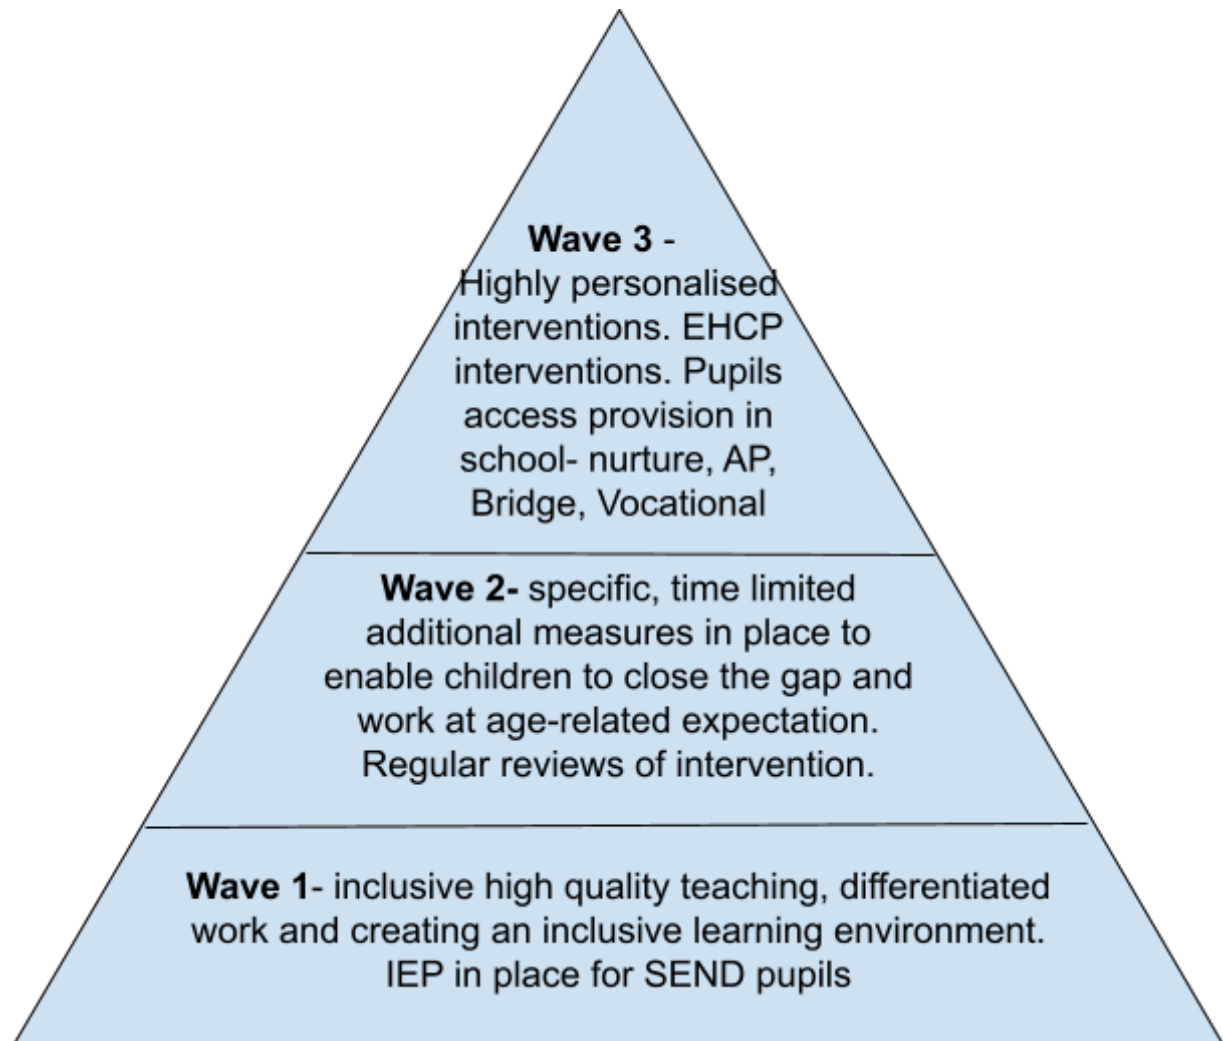 Wave 3 -
Highly personalised
interventions. EHCP
interventions. Pupils
access provision in
school- nurture, AP,
Bridge, Vocational
Wave 2- specific, time limited
additional measures in place to
enable children to close the gap and
work at age-related expectation.
Regular reviews of intervention.
Wave 1- inclusive high quality teaching, differentiated
work and creating an inclusive learning environment.
IEP in place for SEND pupils